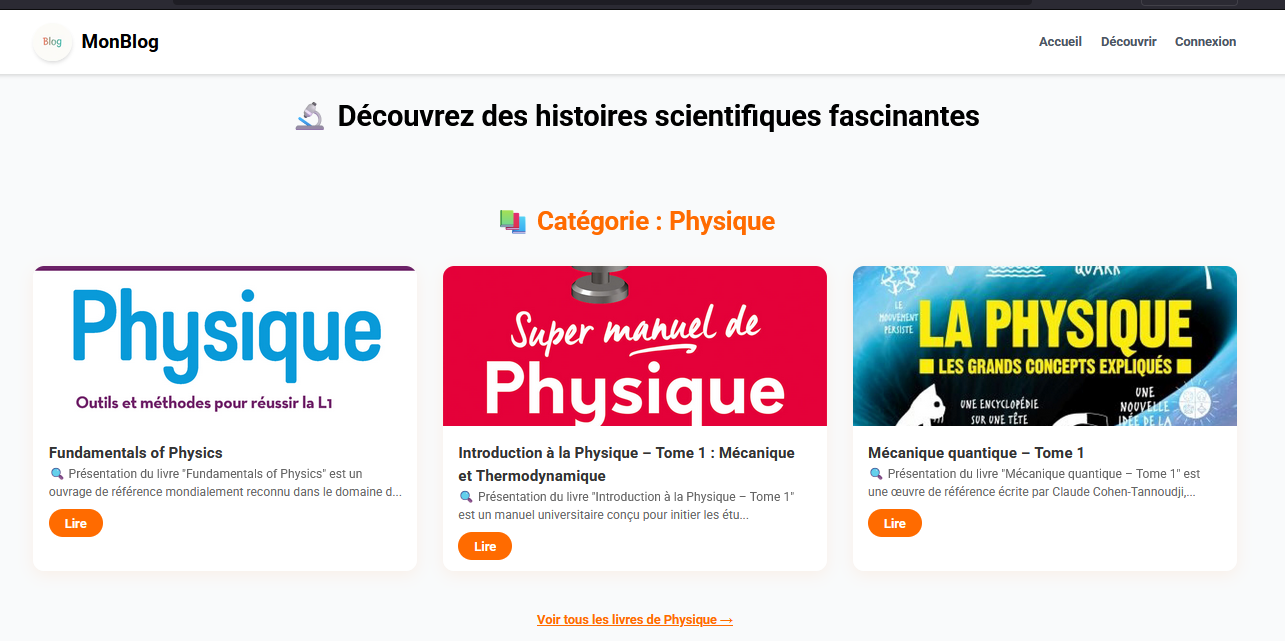 Blog
MonBlog
Accueil
Découvrir
Connexion
Découvrez des histoires scientifiques fascinantes
Catégorie : Physique
Physique
Outils et méthodes pour réussir la L1
Fundamentals of Physics
Présentation du livre "Fundamentals of Physics" est un
ouvrage de référence mondialement reconnu dans le domaine d...
Lire
Super manuel de
Physique
Introduction à la Physique – Tome 1 : Mécanique
et Thermodynamique
Présentation du livre "Introduction à la Physique – Tome 1"
est un manuel universitaire conçu pour initier les étu...
Lire
QUARK
LE
MOUVEMENT
PERSISTE
LA PHYSIQUE
LES GRANDS CONCEPTS EXPLIQUÉS
UNE ENCYCLOPÉDIE
SUR UNE TÊTE
UNE
NOUVELLE
IDÉE DE LA
Mécanique quantique – Tome 1
Présentation du livre "Mécanique quantique – Tome 1" est
une œuvre de référence écrite par Claude Cohen-Tannoudji,...
Lire
Voir tous les livres de Physique →